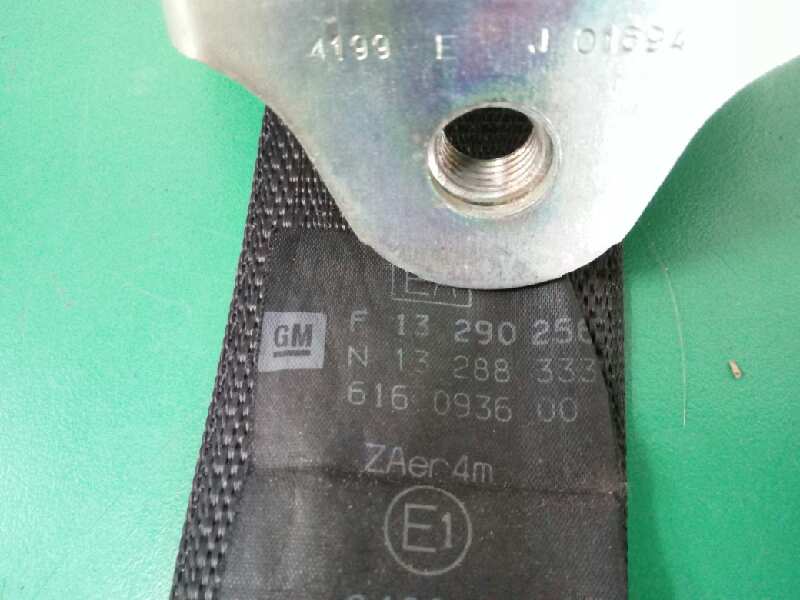 4199 E J 01694
GM
F 13 290 256
N 13 288 333
616 0936 00
ZAer4m
E1